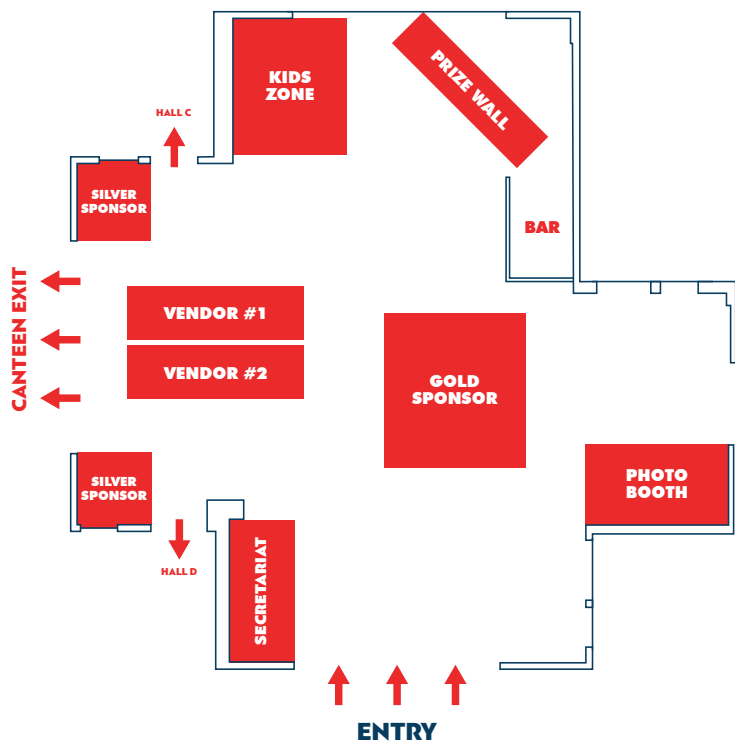 KIDS
ZONE
PRIZE WALL
HALL C
SILVER
SPONSOR
BAR
CANTEEN EXIT
VENDOR #1
VENDOR #2
GOLD
SPONSOR
SILVER
SPONSOR
PHOTO
BOOTH
HALL D
SECRETARIAT
ENTRY